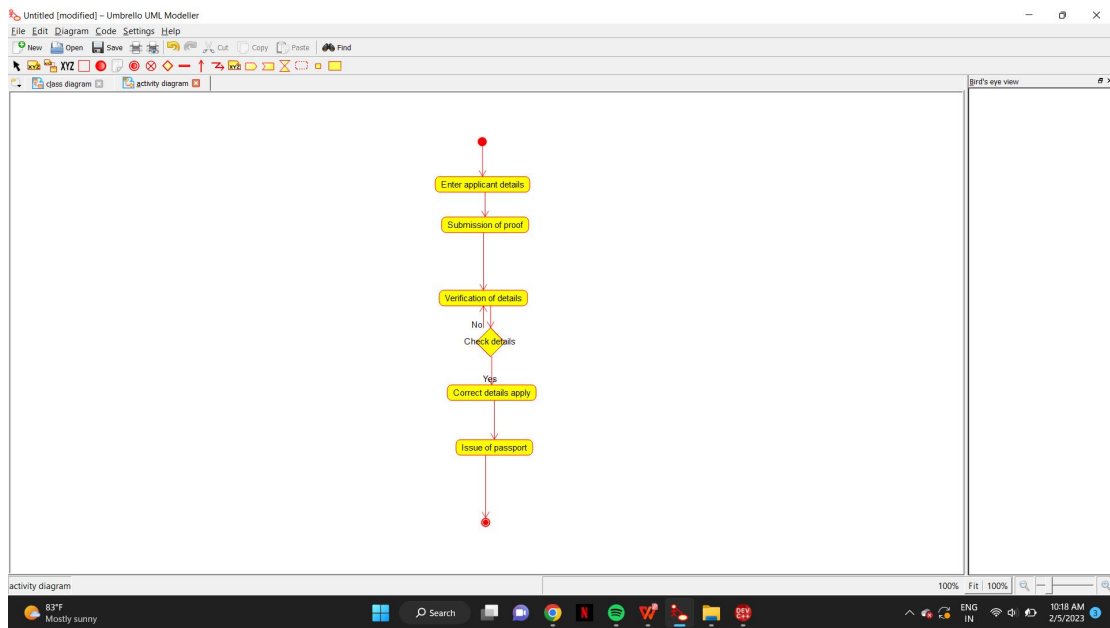 Untitled [modified] – Umbrello UML Modeller
File Edit Diagram Code Settings Help
New Open Save Cut Copy Paste Find
XYZ
class diagram activity diagram Bird's eye view
Enter applicant details
Submission of proof
Verification of details
No
Check details
Yes
Correct details apply
Issue of passport
activity diagram 100% Fit 100%
83°F
Mostly sunny
Search
DEV C++
ENG
IN
10:18 AM
2/5/2023
3